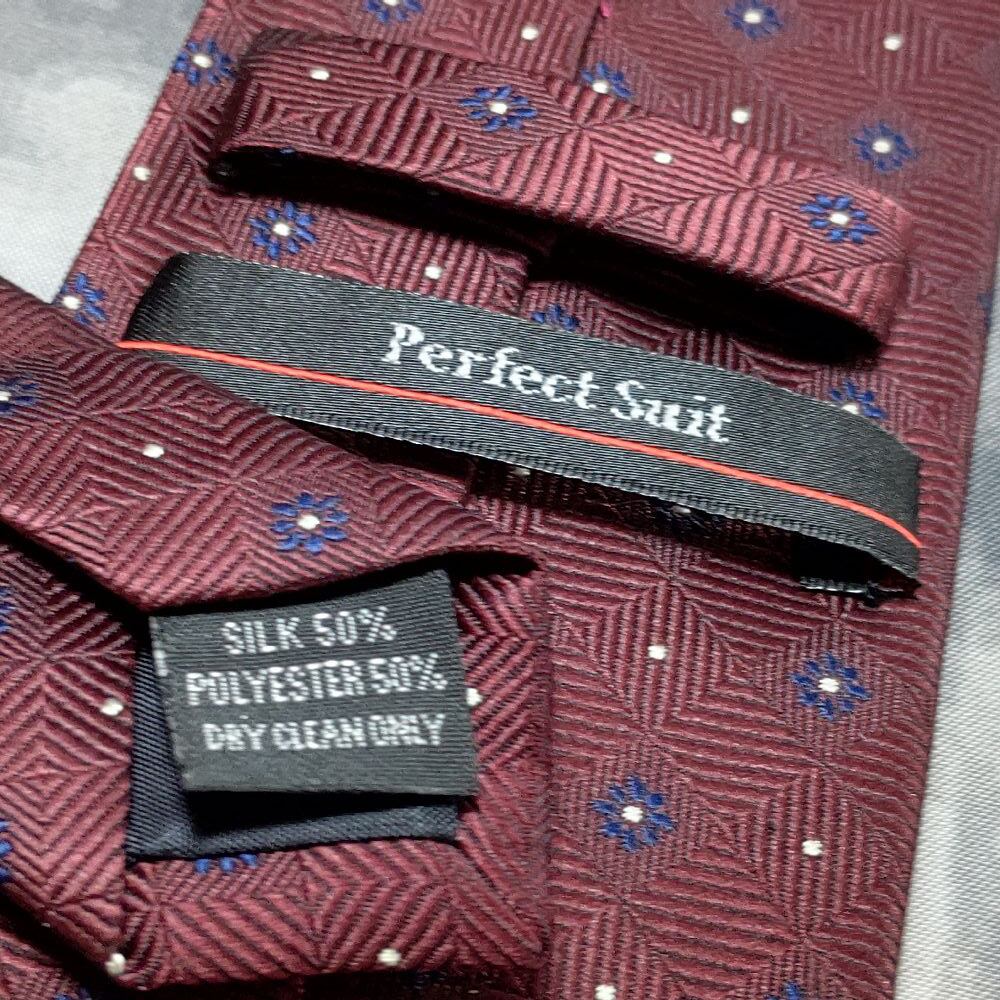 Perfect Suit
SILK 50%
POLYESTER 50%
DRY CLEAN ONLY